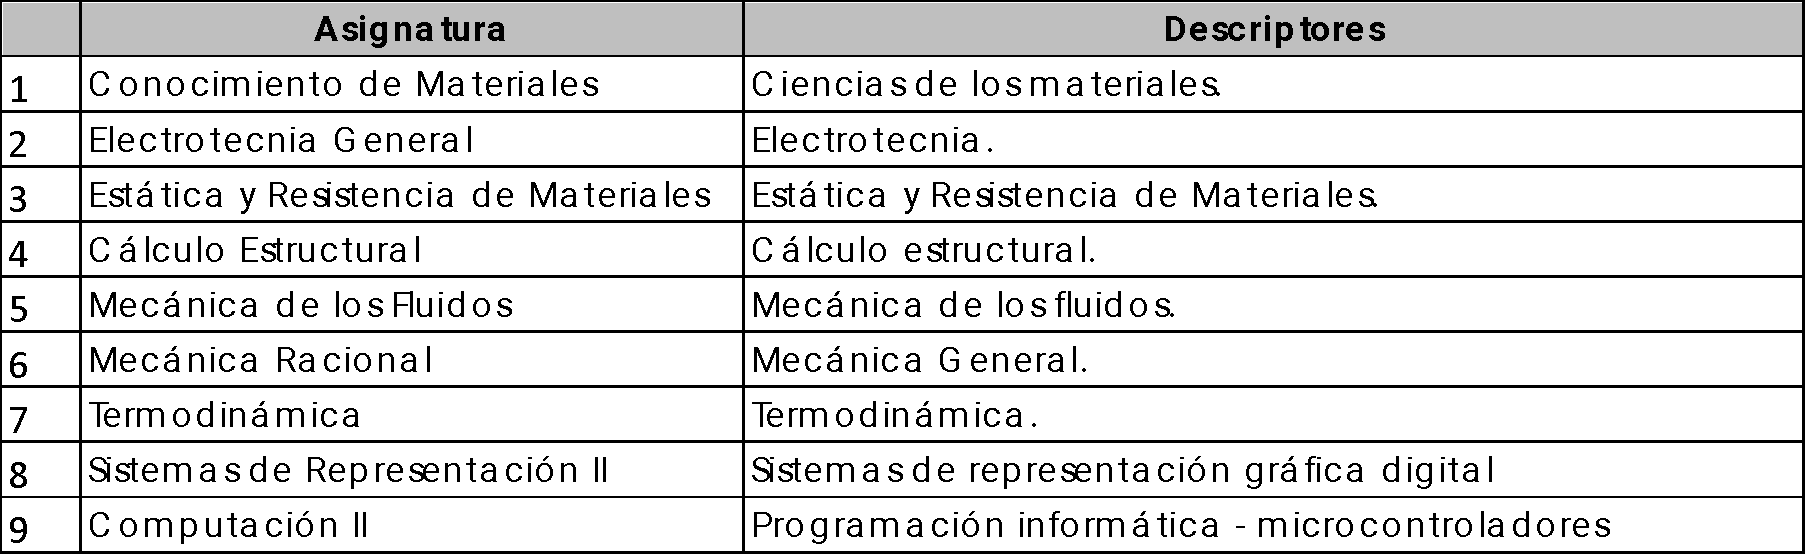 Asignatura Descriptores
1 Conocimiento de Materiales Ciencias de los materiales.
2 Electrotecnia General Electrotecnia.
3 Estática y Resistencia de Materiales Estática y Resistencia de Materiales.
4 Cálculo Estructural Cálculo estructural.
5 Mecánica de los Fluidos Mecánica de los fluidos.
6 Mecánica Racional Mecánica General.
7 Termodinámica Termodinámica.
8 Sistemas de Representación II Sistemas de representación gráfica digital
9 Computación II Programación informática - microcontroladores